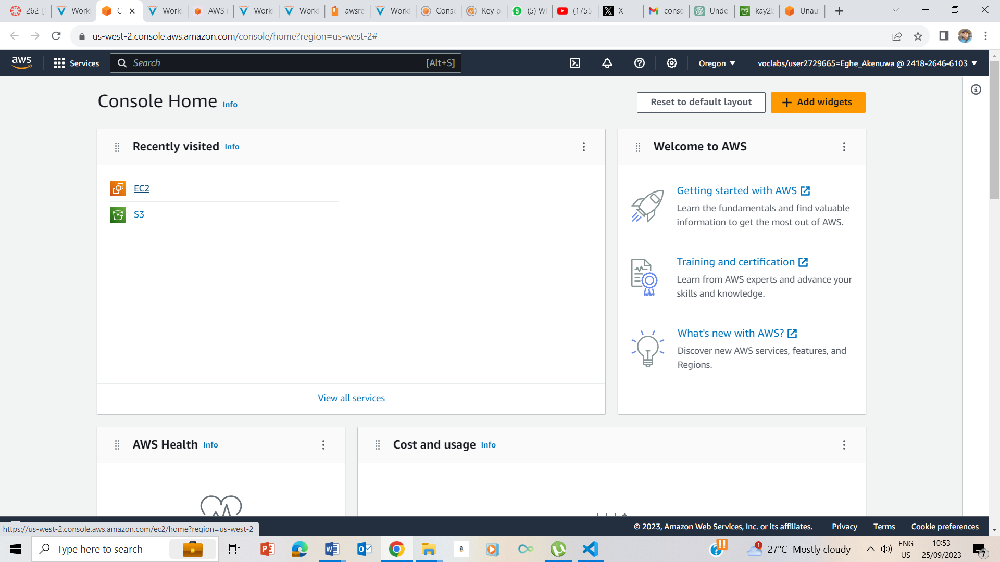 262-[
Work
C
Work
AWS
Work
Work
awsre
Work
Conso
Key p
(5) W
(1755
X
conso
Unde
kay2b
Unau
us-west-2.console.aws.amazon.com/console/home?region=us-west-2#
aws
Services
Search
[Alt+S]
Oregon
voclabs/user2729665=Eghe_Akenuwa @ 2418-2646-6103
Console Home Info
Reset to default layout
Add widgets
Recently visited Info
EC2
S3
View all services
Welcome to AWS
Getting started with AWS
Learn the fundamentals and find valuable
information to get the most out of AWS.
Training and certification
Learn from AWS experts and advance your
skills and knowledge.
What's new with AWS?
Discover new AWS services, features, and
Regions.
AWS Health Info
Cost and usage Info
https://us-west-2.console.aws.amazon.com/ec2/home?region=us-west-2
© 2023, Amazon Web Services, Inc. or its affiliates.
Privacy
Terms
Cookie preferences
Type here to search
a
1
27°C Mostly cloudy
ENG
US
10:53
25/09/2023
7